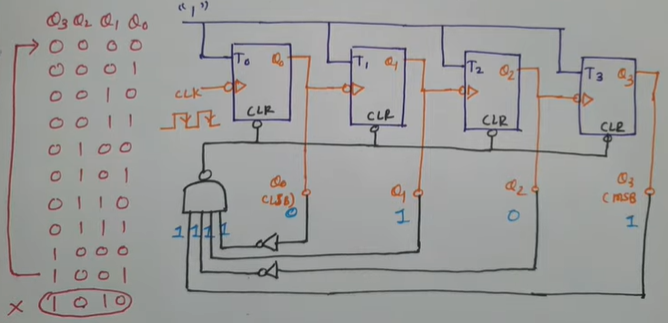 Q3 Q2 Q1 Q0
0 0 0 0
0 0 0 1
0 0 1 0
0 0 1 1
0 1 0 0
0 1 0 1
0 1 1 0
0 1 1 1
1 0 0 0
1 0 0 1
× 1 0 1 0
"1"
T0 Q0 T1 Q1 T2 Q2 T3 Q3
CLK
CLR CLR CLR CLR
Q0 (LSB) Q1 Q2 Q3 (MSB
0 1 0 1
1 1 1 1